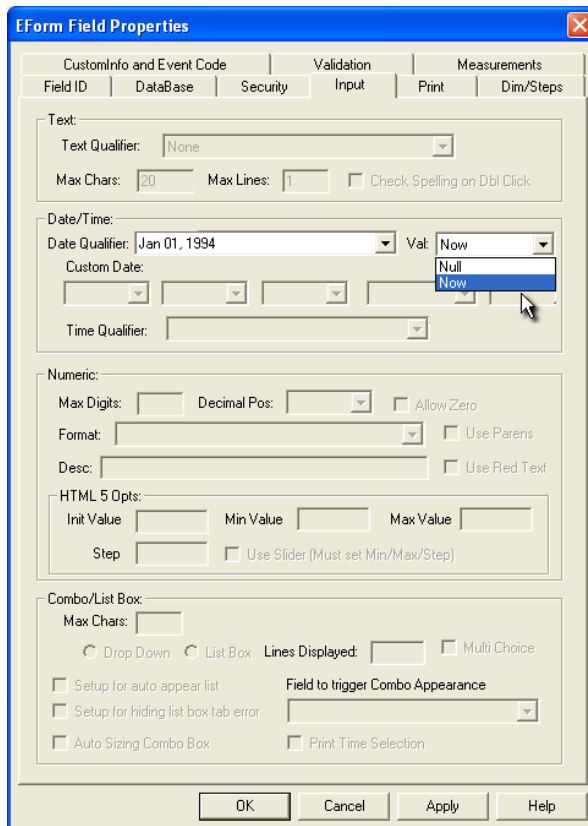 EForm Field Properties
CustomInfo and Event Code Validation Measurements
Field ID DataBase Security Input Print Dim/Steps
Text:
Text Qualifier: None
Max Chars: 20 Max Lines: 1 Check Spelling on Dbl Click
Date/Time:
Date Qualifier: Jan 01, 1994 Val: Now
Null
Now
Custom Date:
Time Qualifier:
Numeric:
Max Digits: Decimal Pos: Allow Zero
Format: Use Parens
Desc: Use Red Text
HTML 5 Opts:
Init Value Min Value Max Value
Step Use Slider (Must set Min/Max/Step)
Combo/List Box:
Max Chars:
Drop Down List Box Lines Displayed: Multi Choice
Setup for auto appear list Field to trigger Combo Appearance
Setup for hiding list box tab error
Auto Sizing Combo Box Print Time Selection
OK Cancel Apply Help